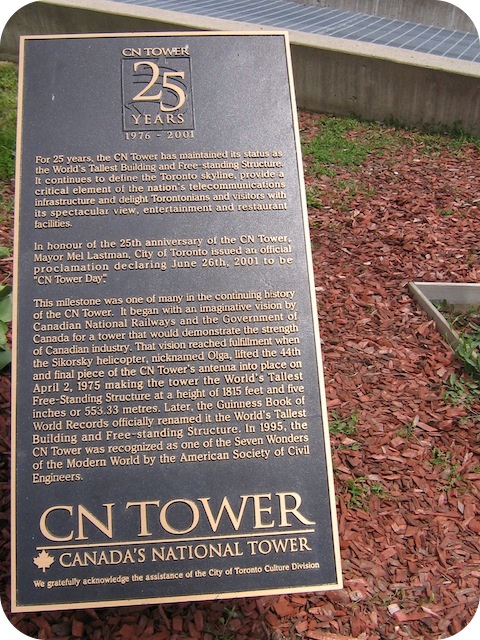 CN TOWER
25
YEARS
1976 - 2001
For 25 years, the CN Tower has maintained its status as
the World's Tallest Building and Free-standing Structure.
It continues to define the Toronto skyline, provide a
critical element of the nation's telecommunications
infrastructure and delight Torontonians and visitors with
its spectacular view, entertainment and restaurant
facilities.
In honour of the 25th anniversary of the CN Tower,
Mayor Mel Lastman, City of Toronto issued an official
proclamation declaring June 26th, 2001 to be
"CN Tower Day."
This milestone was one of many in the continuing history
of the CN Tower. It began with an imaginative vision by
Canadian National Railways and the Government of
Canada for a tower that would demonstrate the strength
of Canadian industry. That vision reached fulfillment when
the Sikorsky helicopter, nicknamed Olga, lifted the 44th
and final piece of the CN Tower's antenna into place on
April 2, 1975 making the tower the World's Tallest
Free-Standing Structure at a height of 1815 feet and five
inches or 553.33 metres. Later, the Guinness Book of
World Records officially renamed it the World's Tallest
Building and Free-standing Structure. In 1995, the
CN Tower was recognized as one of the Seven Wonders
of the Modern World by the American Society of Civil
Engineers.
CN TOWER
CANADA'S NATIONAL TOWER
We gratefully acknowledge the assistance of the City of Toronto Culture Division